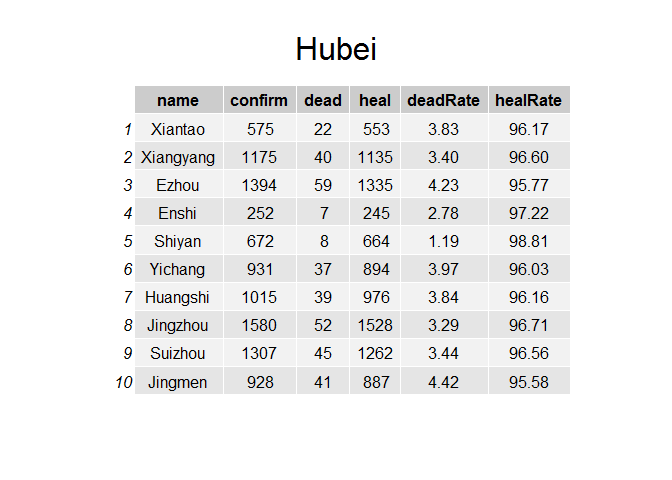 Hubei
name confirm dead heal deadRate healRate
1 Xiantao 575 22 553 3.83 96.17
2 Xiangyang 1175 40 1135 3.40 96.60
3 Ezhou 1394 59 1335 4.23 95.77
4 Enshi 252 7 245 2.78 97.22
5 Shiyan 672 8 664 1.19 98.81
6 Yichang 931 37 894 3.97 96.03
7 Huangshi 1015 39 976 3.84 96.16
8 Jingzhou 1580 52 1528 3.29 96.71
9 Suizhou 1307 45 1262 3.44 96.56
10 Jingmen 928 41 887 4.42 95.58